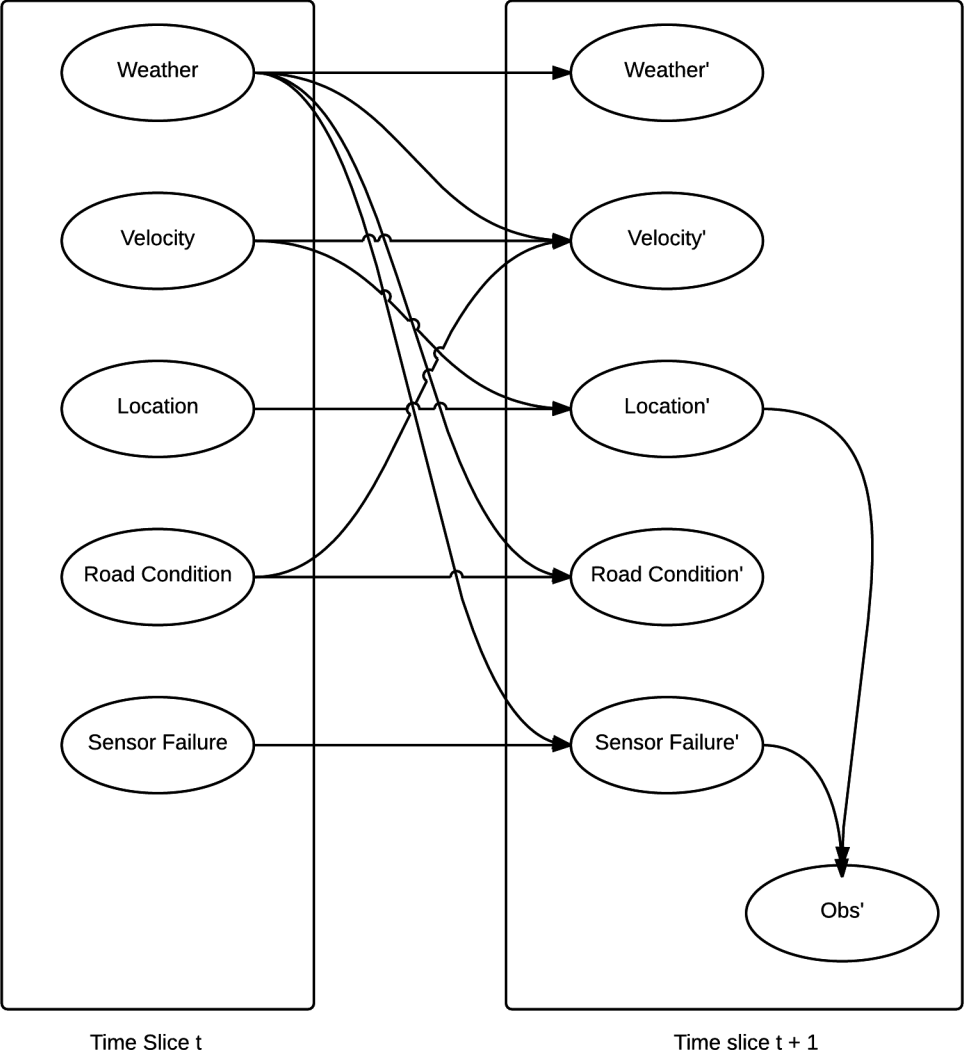 Weather
Weather'
Velocity
Velocity'
Location
Location'
Road Condition
Road Condition'
Sensor Failure
Sensor Failure'
Obs'
Time Slice t
Time slice t + 1